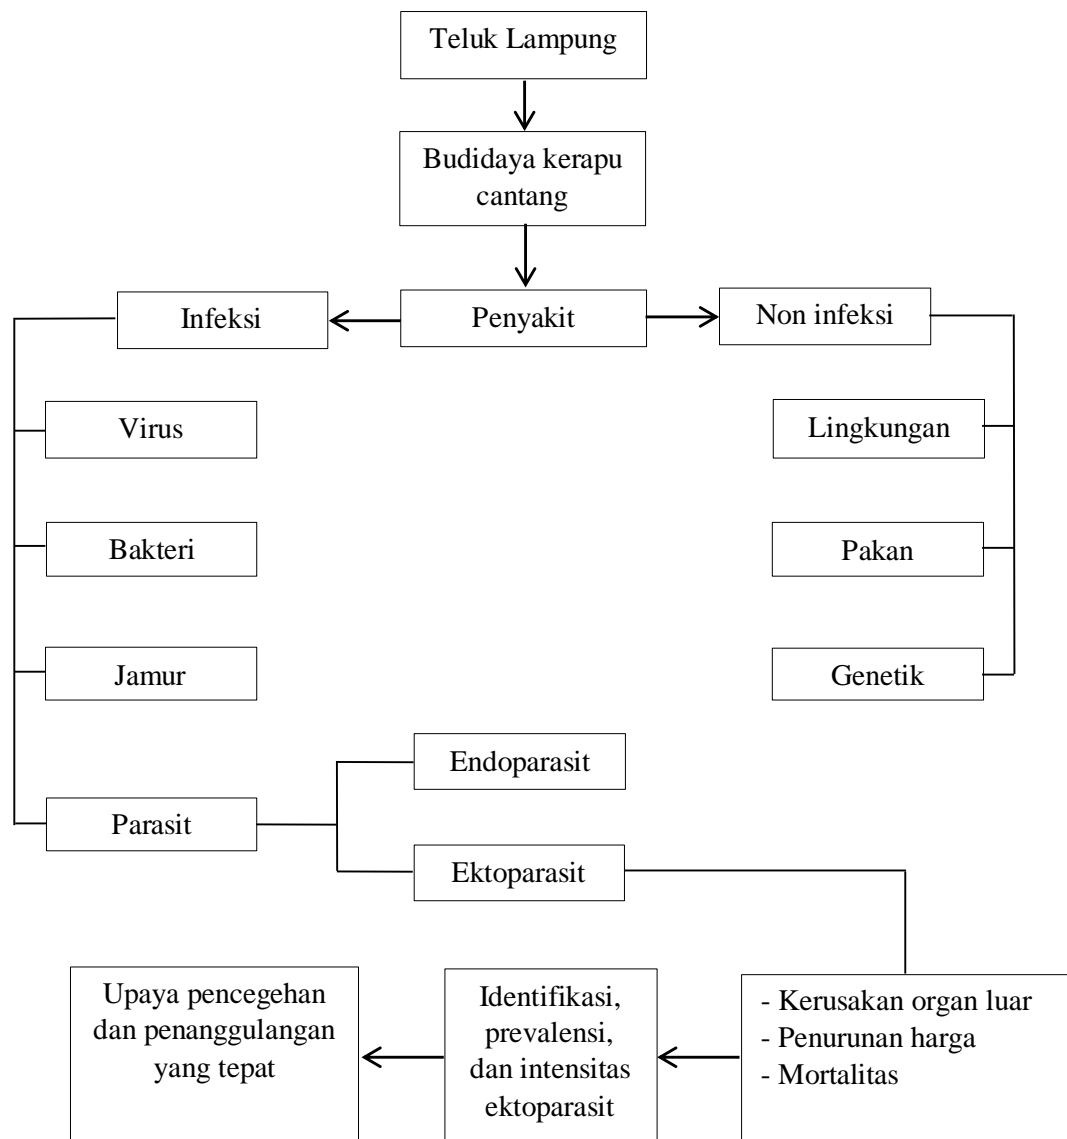 Teluk Lampung
Budidaya kerapu
cantang
Infeksi
Penyakit
Non infeksi
Virus
Lingkungan
Bakteri
Pakan
Jamur
Genetik
Endoparasit
Parasit
Ektoparasit
Upaya pencegehan
dan penanggulangan
yang tepat
Identifikasi,
prevalensi,
dan intensitas
ektoparasit
- Kerusakan organ luar
- Penurunan harga
- Mortalitas